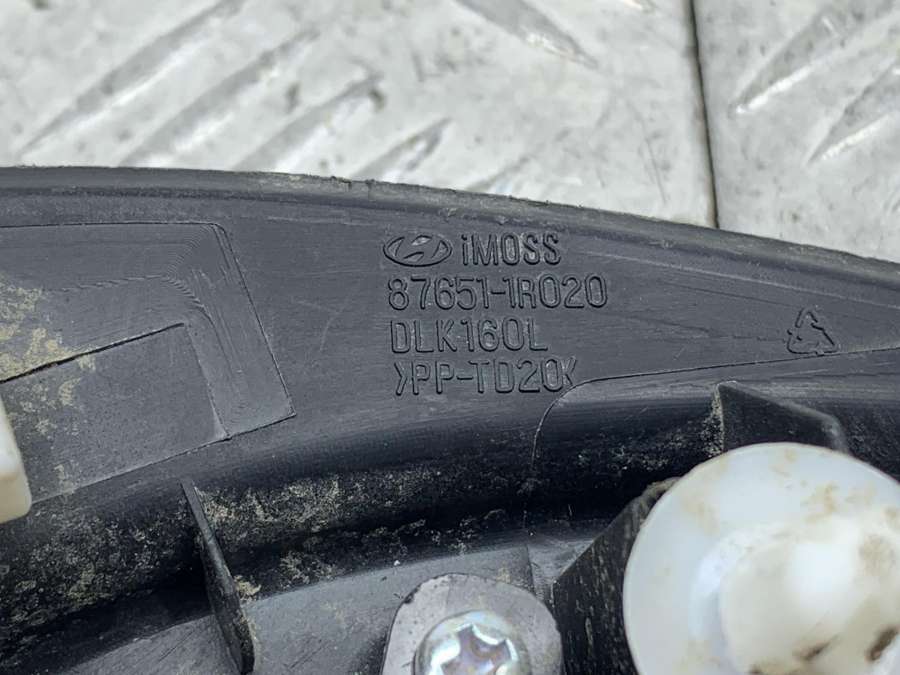 iMOSS
87651-1R020
DLK160L
>PP-TD20<